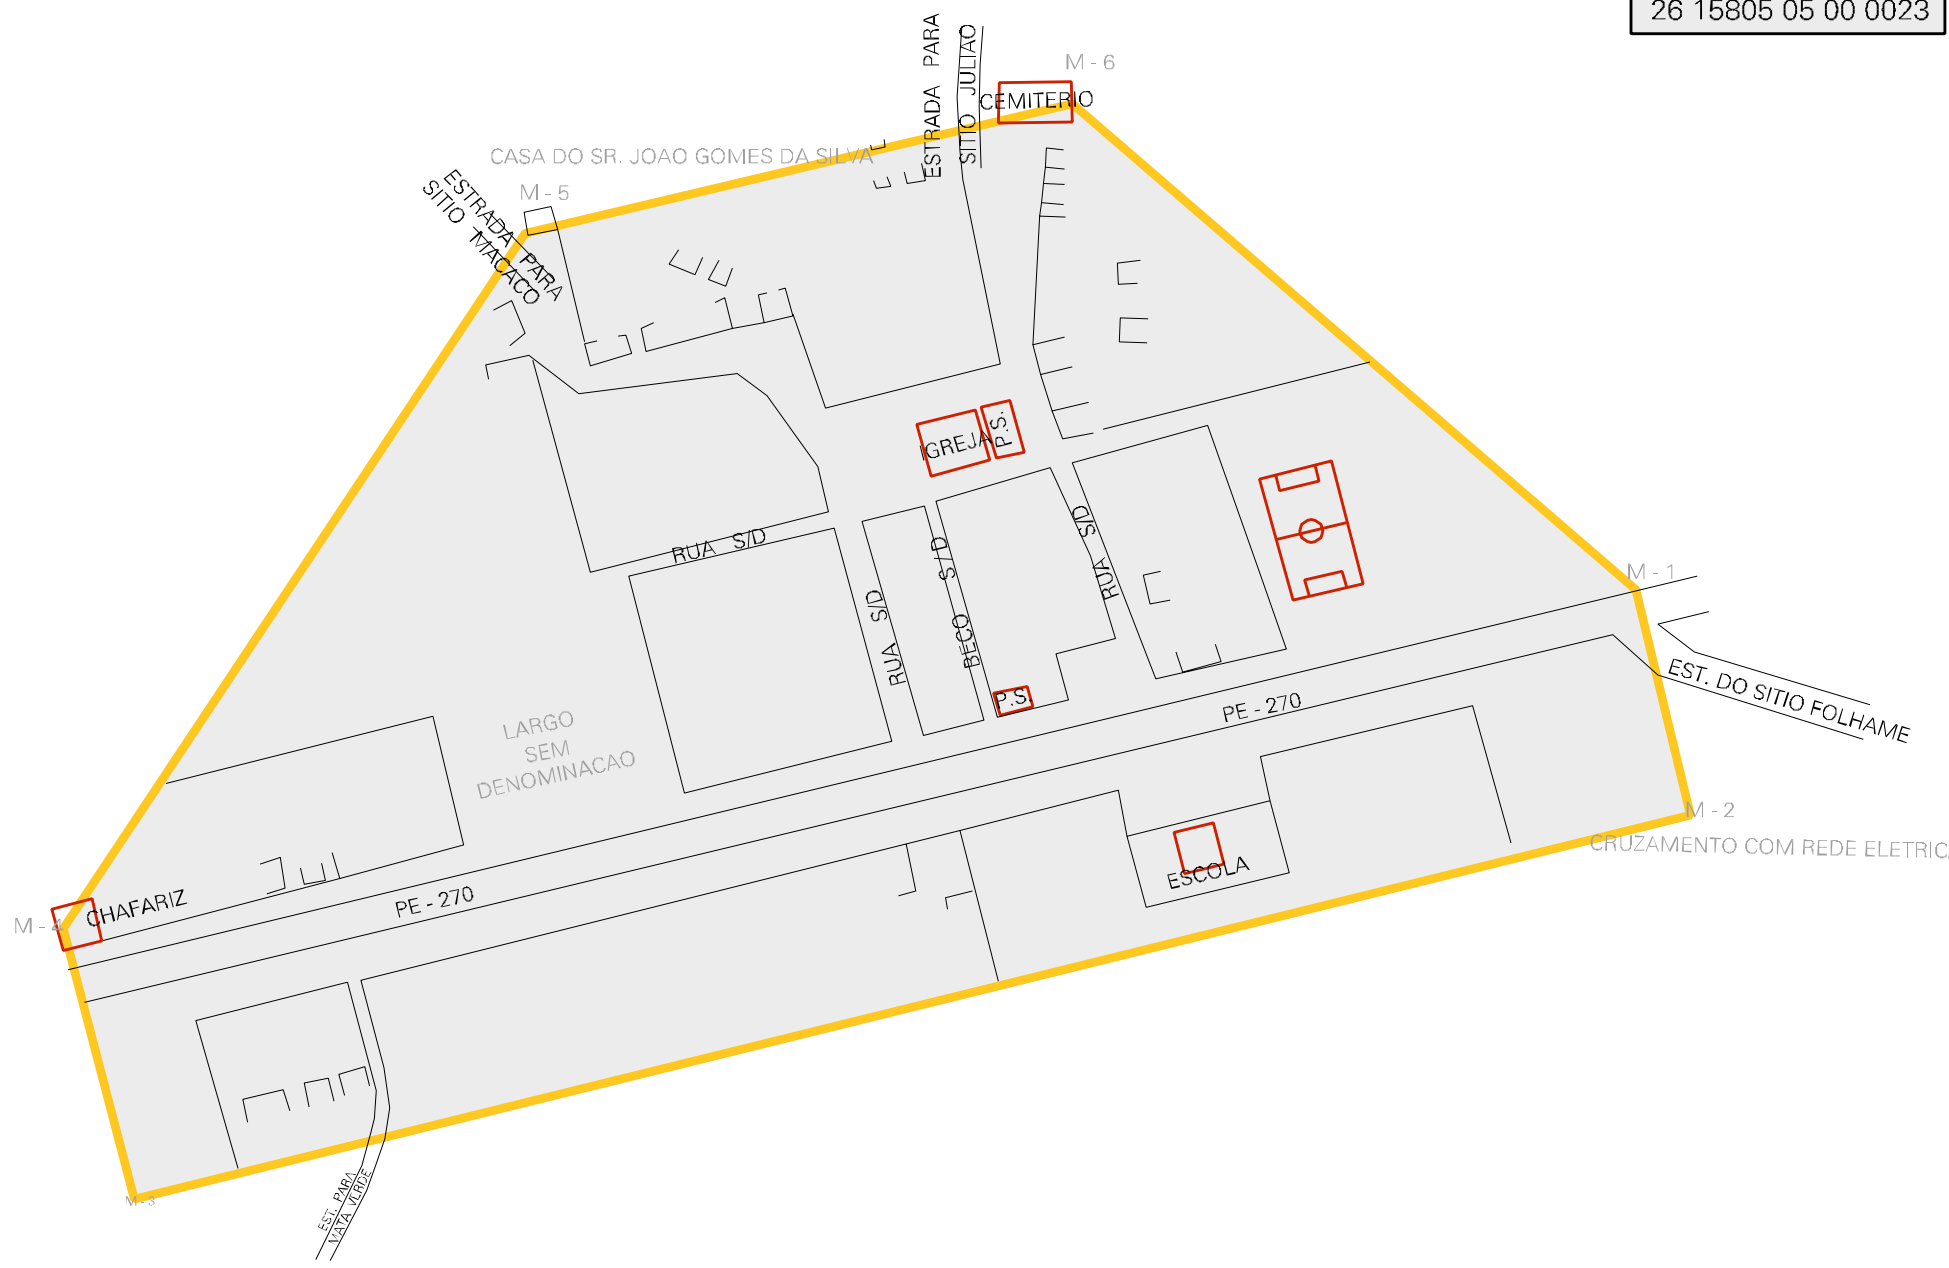 26 15805 05 00 0023
M - 6
ESTRADA PARA
SITIO JULIAO
CEMITERIO
CASA DO SR. JOAO GOMES DA SILVA
M - 5
ESTRADA PARA
SITIO MACACO
IGREJA
P.S.
RUA S/D
RUA S/D
BECO S/D
RUA S/D
M - 1
EST. DO SITIO FOLHAME
P.S.
PE - 270
LARGO
SEM
DENOMINACAO
M - 2
CRUZAMENTO COM REDE ELETRICA
ESCOLA
CHAFARIZ
PE - 270
M - 4
M - 3
EST. PARA
MATA VERDE